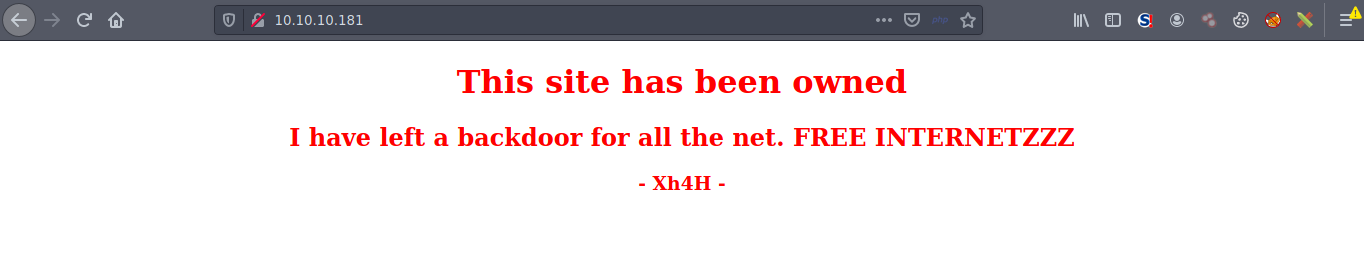 10.10.10.181
php
This site has been owned
I have left a backdoor for all the net. FREE INTERNETZZZ
- Xh4H -